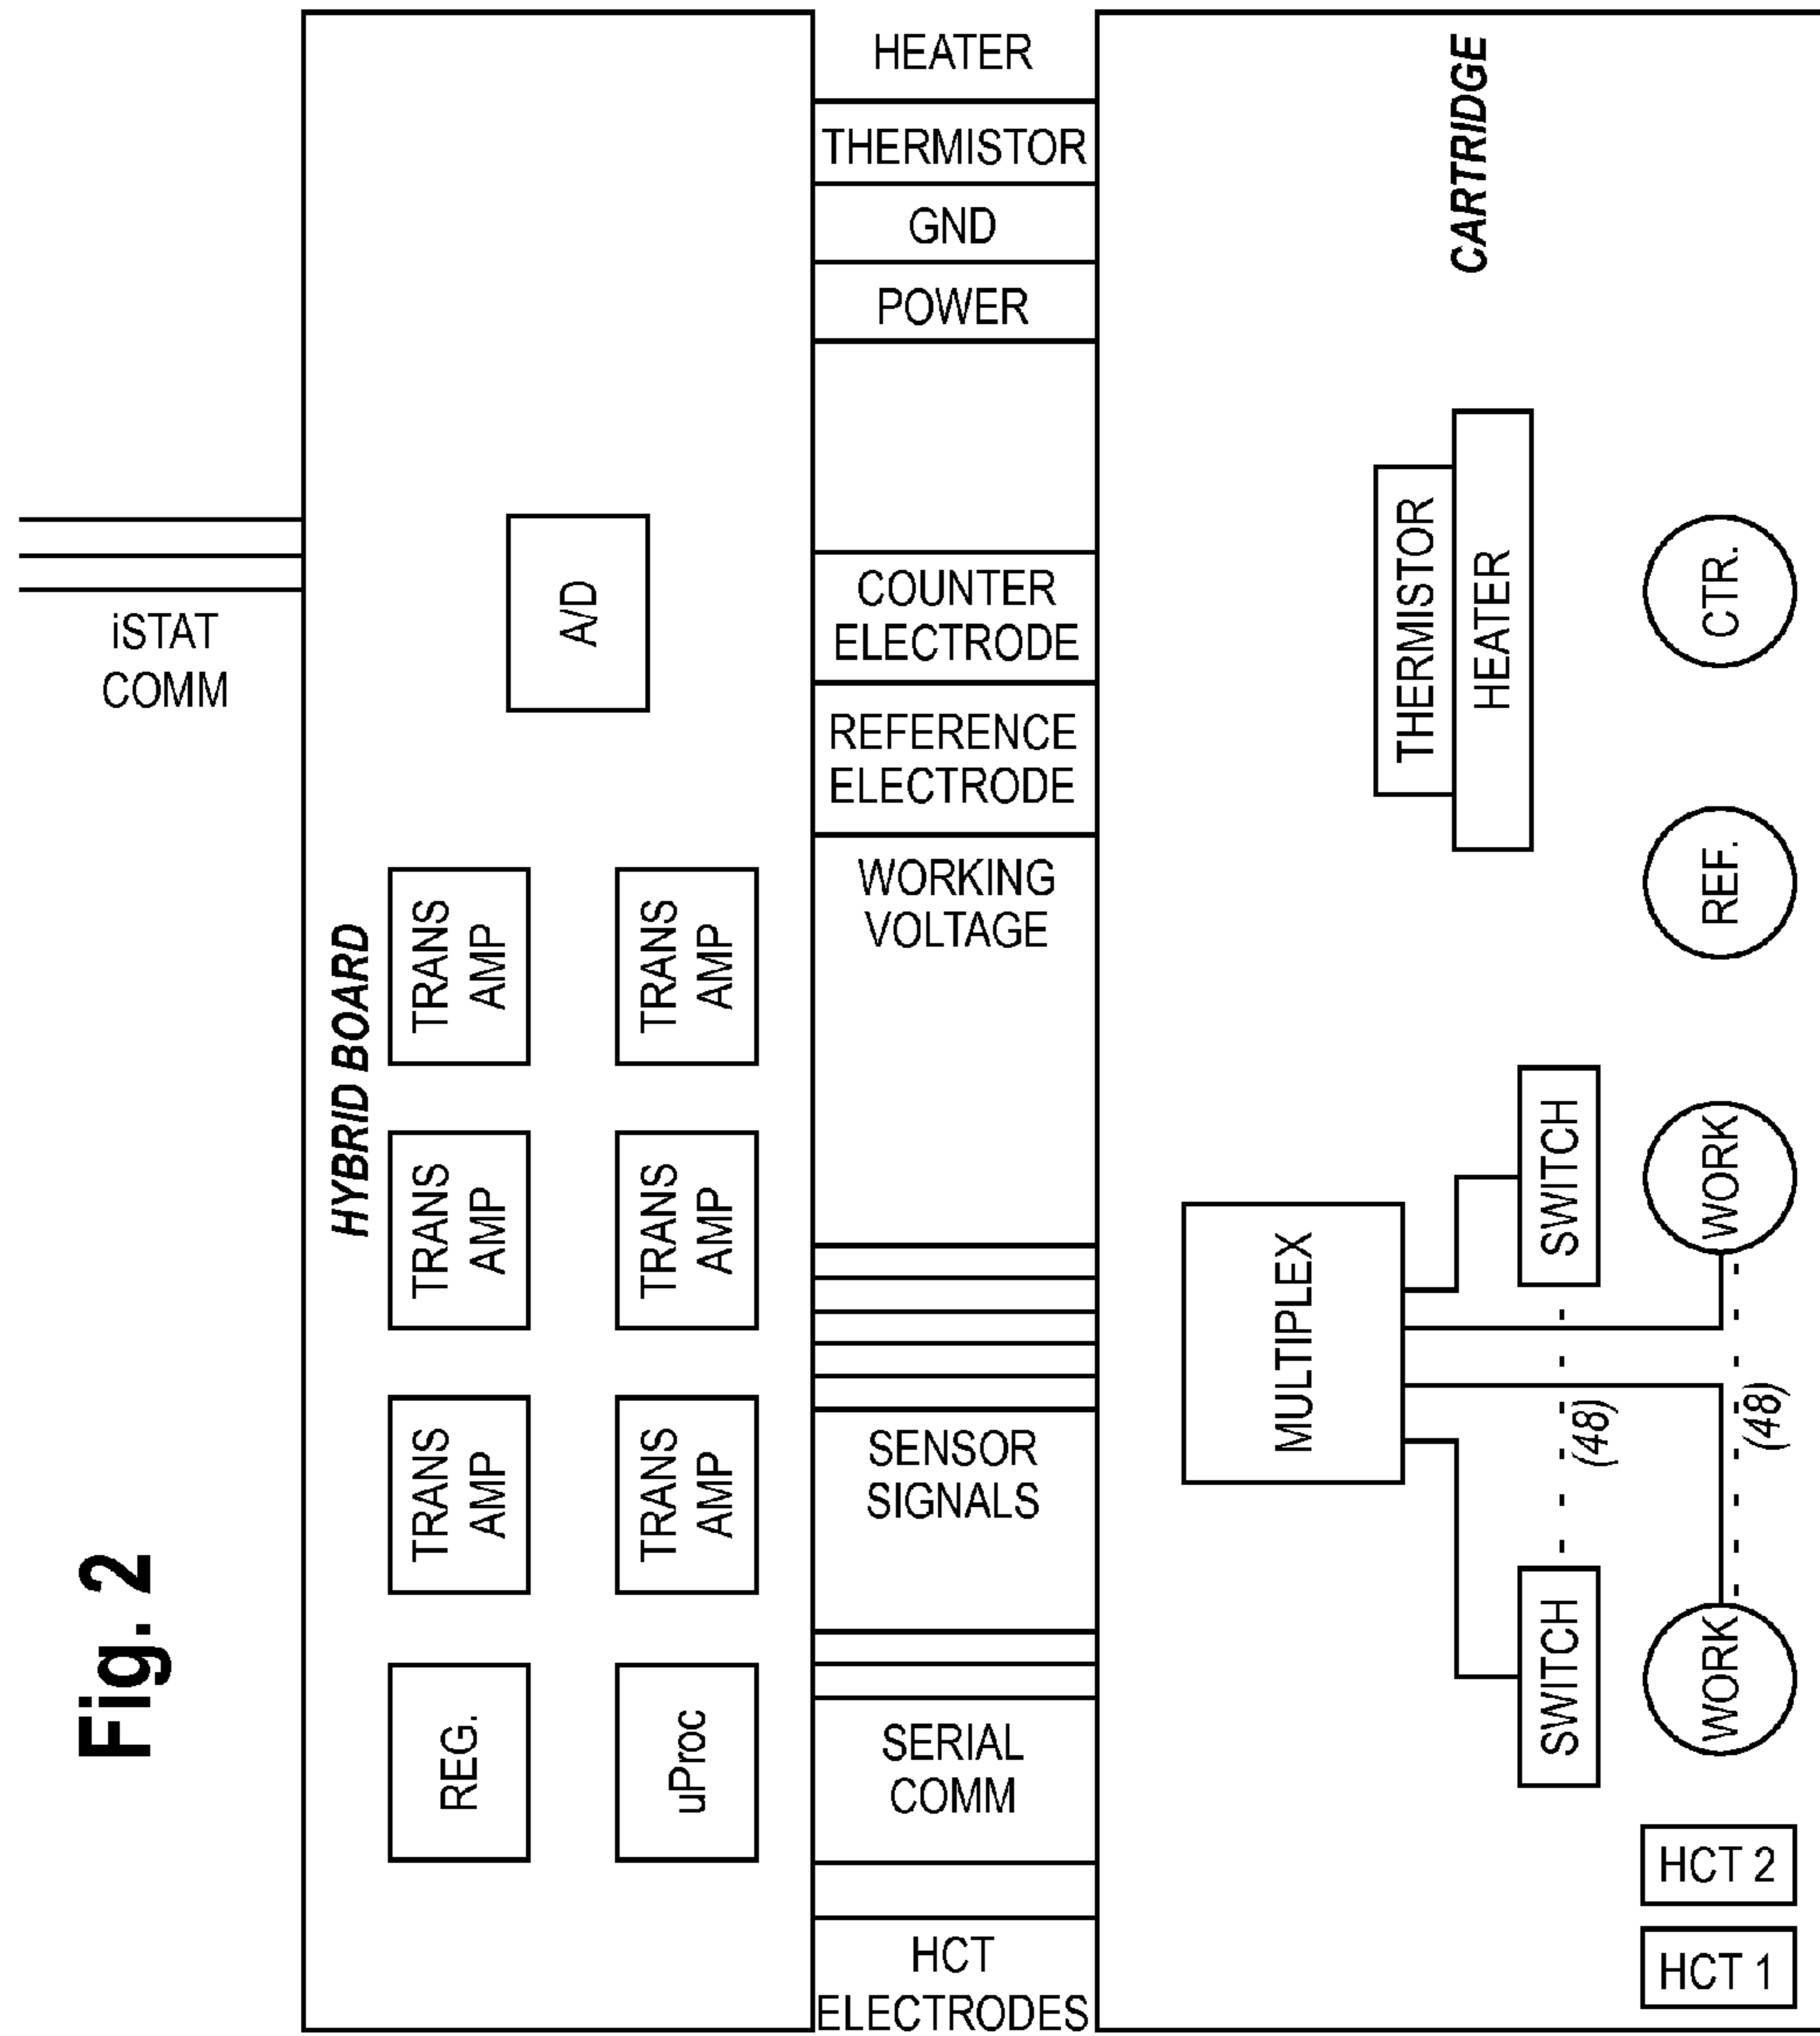 Fig. 2
iSTAT
COMM
HYBRID BOARD
REG.
TRANS
AMP
TRANS
AMP
TRANS
AMP
uProc
TRANS
AMP
TRANS
AMP
TRANS
AMP
A/D
HEATER
THERMISTOR
GND
POWER
COUNTER
ELECTRODE
REFERENCE
ELECTRODE
WORKING
VOLTAGE
SENSOR
SIGNALS
SERIAL
COMM
HCT
ELECTRODES
CARTRIDGE
MULTIPLEX
THERMISTOR
HEATER
SWITCH
(48)
SWITCH
HCT 1
HCT 2
WORK
(48)
WORK
REF.
CTR.